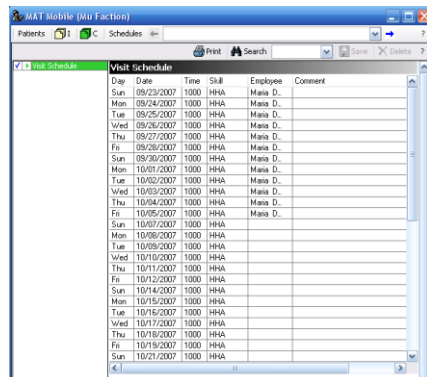 MAT Mobile (Mu Faction)
Patients I C Schedules ?
Print Search Save Delete ?
Visit Schedule Visit Schedule
Day Date Time Skill Employee Comment
Sun 09/23/2007 1000 HHA Maria D...
Mon 09/24/2007 1000 HHA Maria D...
Tue 09/25/2007 1000 HHA Maria D...
Wed 09/26/2007 1000 HHA Maria D...
Thu 09/27/2007 1000 HHA Maria D...
Fri 09/28/2007 1000 HHA Maria D...
Sun 09/30/2007 1000 HHA Maria D...
Mon 10/01/2007 1000 HHA Maria D...
Tue 10/02/2007 1000 HHA Maria D...
Wed 10/03/2007 1000 HHA Maria D...
Thu 10/04/2007 1000 HHA Maria D...
Fri 10/05/2007 1000 HHA Maria D...
Sun 10/07/2007 1000 HHA
Mon 10/08/2007 1000 HHA
Tue 10/09/2007 1000 HHA
Wed 10/10/2007 1000 HHA
Thu 10/11/2007 1000 HHA
Fri 10/12/2007 1000 HHA
Sun 10/14/2007 1000 HHA
Mon 10/15/2007 1000 HHA
Tue 10/16/2007 1000 HHA
Wed 10/17/2007 1000 HHA
Thu 10/18/2007 1000 HHA
Fri 10/19/2007 1000 HHA
Sun 10/21/2007 1000 HHA